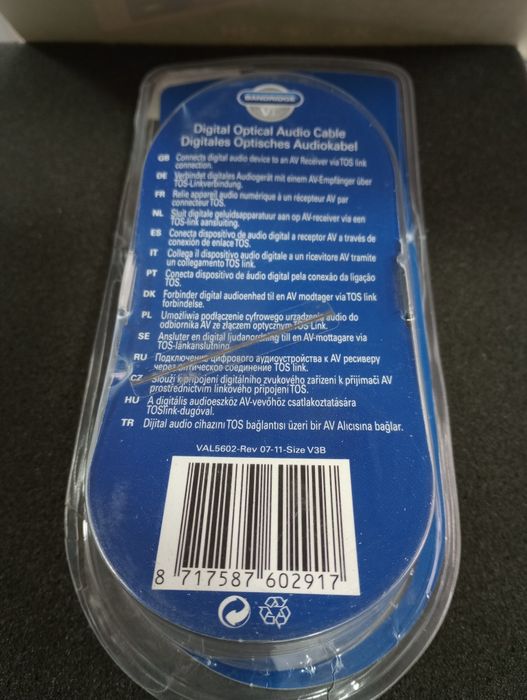 BANDRIDGE
Digital Optical Audio Cable
Digitales Optisches Audiokabel
GB Connects digital audio device to an AV Receiver via TOS link
connection.
DE Verbindet digitales Audiogerät mit einem AV-Empfänger über
TOS-Linkverbindung.
FR Relie appareil audio numérique à un récepteur AV par
connecteur TOS.
NL Sluit digitale geluidsapparatuur aan op AV-receiver via een
TOS-link aansluiting.
ES Conecta dispositivo de audio digital a receptor AV a través de
conexión de enlace TOS.
IT Collega il dispositivo audio digitale a un ricevitore AV tramite
un collegamento TOS link.
PT Conecta dispositivo de áudio digital pela conexão da ligação
TOS.
DK Forbinder digital audioenhed til en AV modtager via TOS link
forbindelse.
PL Umożliwia podłączenie cyfrowego urządzenia audio do
odbiornika AV ze złączem optycznym TOS Link.
SE Ansluter en digital ljudanordning till en AV-mottagare via
TOS-länkanslutning.
RU Подключение цифрового аудиоустройства к AV ресиверу
через оптическое соединение TOS link.
CZ Slouží k připojení digitálního zvukového zařízení k přijímači AV
prostřednictvím linkového připojení TOS.
HU A digitális audioeszköz AV-vevőhöz csatlakoztatására
TOSlink-dugóval.
TR Dijital audio cihazını TOS bağlantısı üzeri bir AV Alıcısına bağlar.
VAL5602-Rev 07-11-Size V3B
8 717587 602917